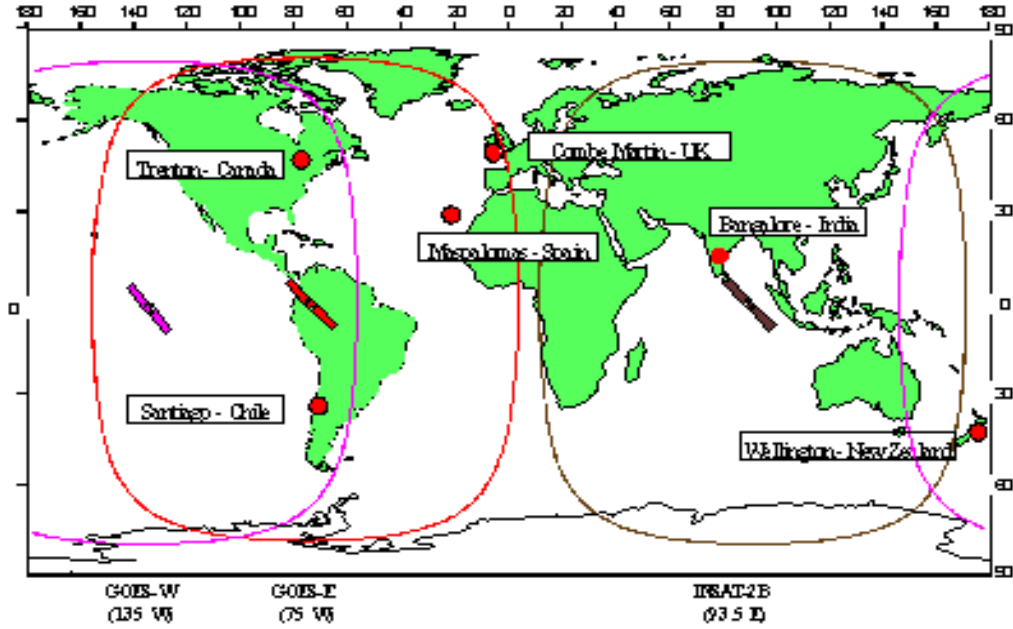 180 160 140 120 100 80 60 40 20 0 20 40 60 80 100 120 140 160 180
90
60
Combe Martin - UK
Trenton - Canada
30
Bangalore - India
Maspalomas - Spain
0 0
Santiago - Chile
30
Wellington - New Zealand
60
90
GOES-W GOES-E INSAT-2B
(135 W) (75 W) (93.5 E)